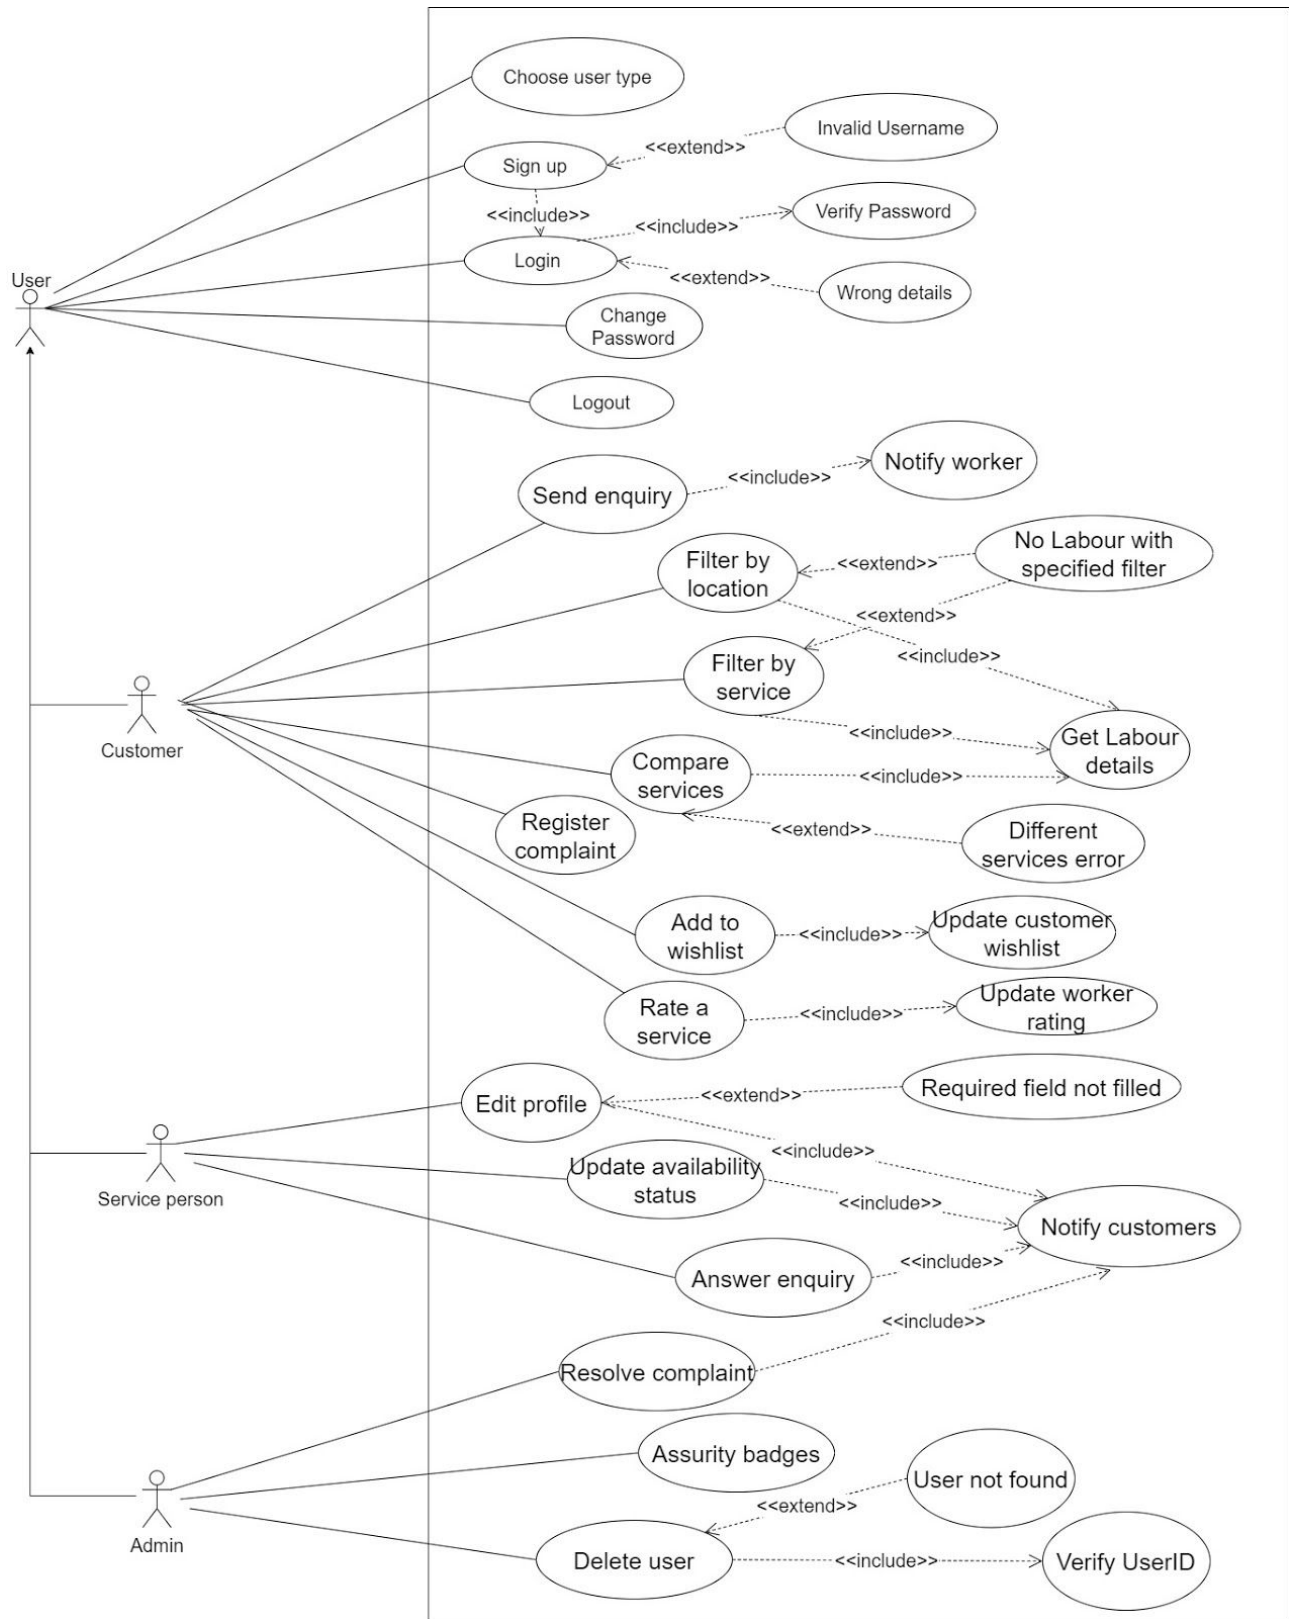 Choose user type
Invalid Username
<<extend>>
Sign up
<<include>>
Verify Password
<<include>>
Login
<<extend>>
Wrong details
User
Change
Password
Logout
Send enquiry
<<include>>
Notify worker
Filter by
location
<<extend>>
No Labour with
specified filter
<<extend>>
<<include>>
Filter by
service
<<include>>
Get Labour
details
Customer
Compare
services
<<include>>
Register
complaint
<<extend>>
Different
services error
Add to
wishlist
<<include>>
Update customer
wishlist
Rate a
service
<<include>>
Update worker
rating
Edit profile
<<extend>>
Required field not filled
<<include>>
Service person
Update availability
status
<<include>>
Notify customers
Answer enquiry
<<include>>
<<include>>
Resolve complaint
Assurity badges
User not found
<<extend>>
Admin
Delete user
<<include>>
Verify UserID